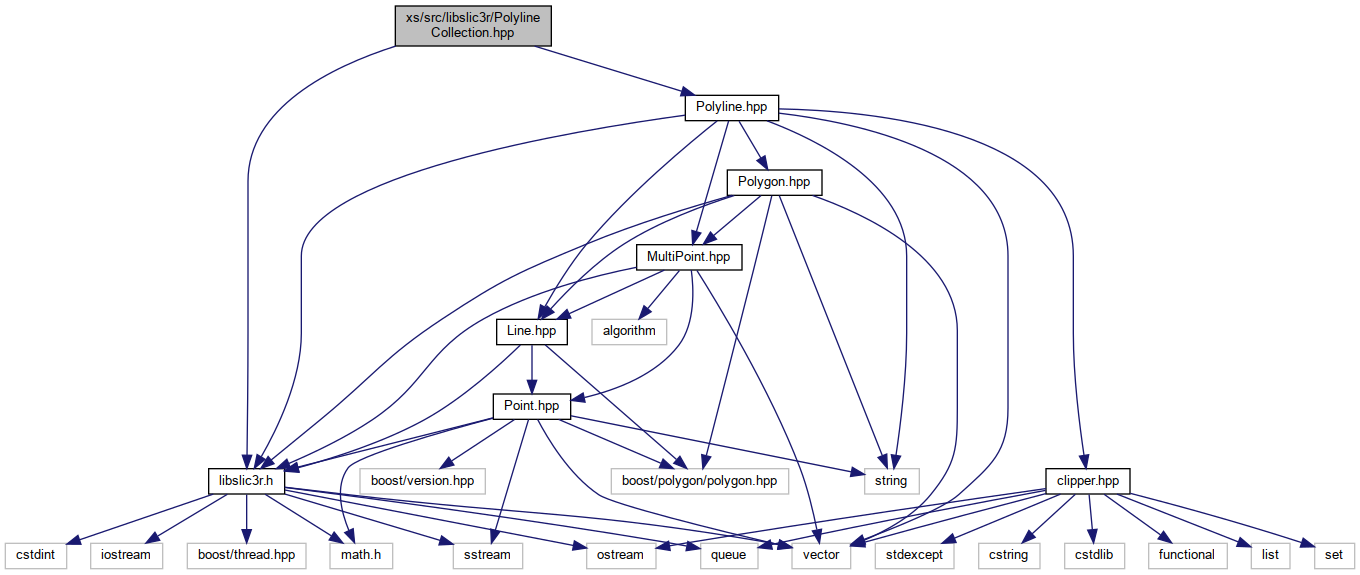 xs/src/libslic3r/Polyline
Collection.hpp
Polyline.hpp
Polygon.hpp
MultiPoint.hpp
Line.hpp
algorithm
Point.hpp
libslic3r.h
boost/version.hpp
boost/polygon/polygon.hpp
string
clipper.hpp
cstdint
iostream
boost/thread.hpp
math.h
sstream
ostream
queue
vector
stdexcept
cstring
cstdlib
functional
list
set